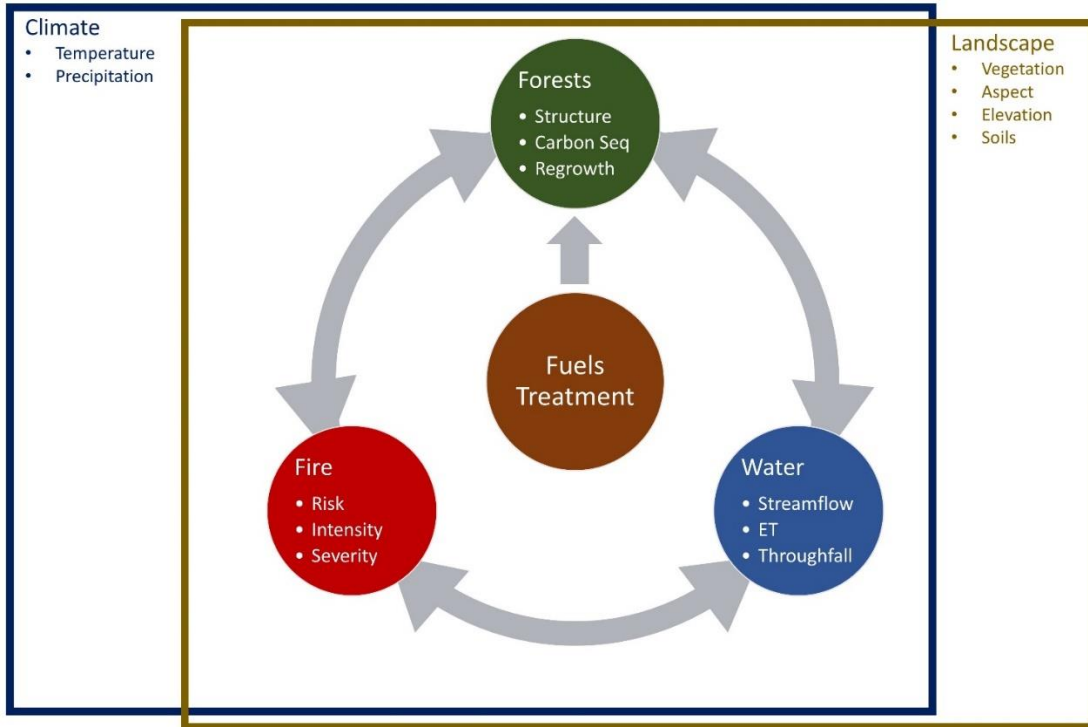 Climate
• Temperature
• Precipitation
Landscape
• Vegetation
• Aspect
• Elevation
• Soils
Forests
• Structure
• Carbon Seq
• Regrowth
Fuels
Treatment
Fire
• Risk
• Intensity
• Severity
Water
• Streamflow
• ET
• Throughfall